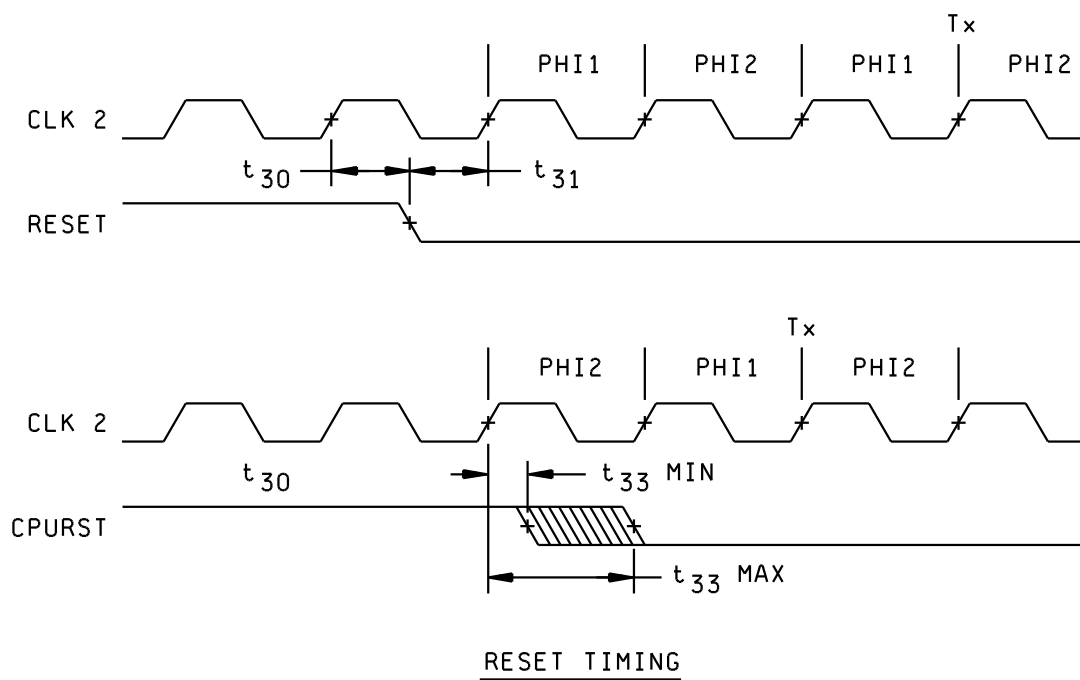 Tx
PHI1 PHI2 PHI1 PHI2
CLK 2
t30 t31
RESET
Tx
PHI2 PHI1 PHI2
CLK 2
t30 t33 MIN
CPURST
t33 MAX
RESET TIMING